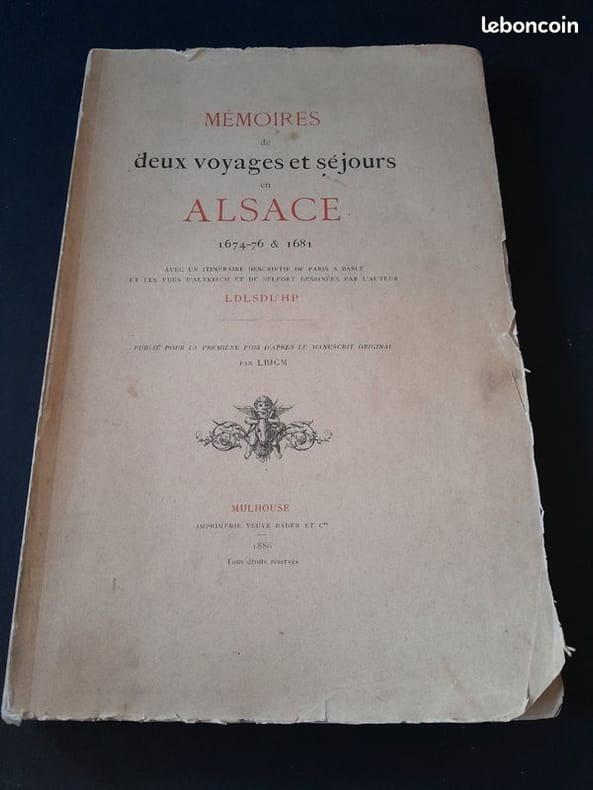 leboncoin
MÉMOIRES
de
deux voyages et séjours
en
ALSACE
1674-76 & 1681
AVEC UN ITINÉRAIRE DESCRIPTIF DE PARIS A BASLE
ET LES VUES D'ALTKIRCH ET DE BELFORT DESSINÉES PAR L'AUTEUR
LDLSDL'HP
PUBLIÉ POUR LA PREMIÈRE FOIS D'APRÈS LE MANUSCRIT ORIGINAL
PAR LBJCM
MULHOUSE
IMPRIMERIE VEUVE BADER ET Cie
1886
Tous droits réservés
leboncoin